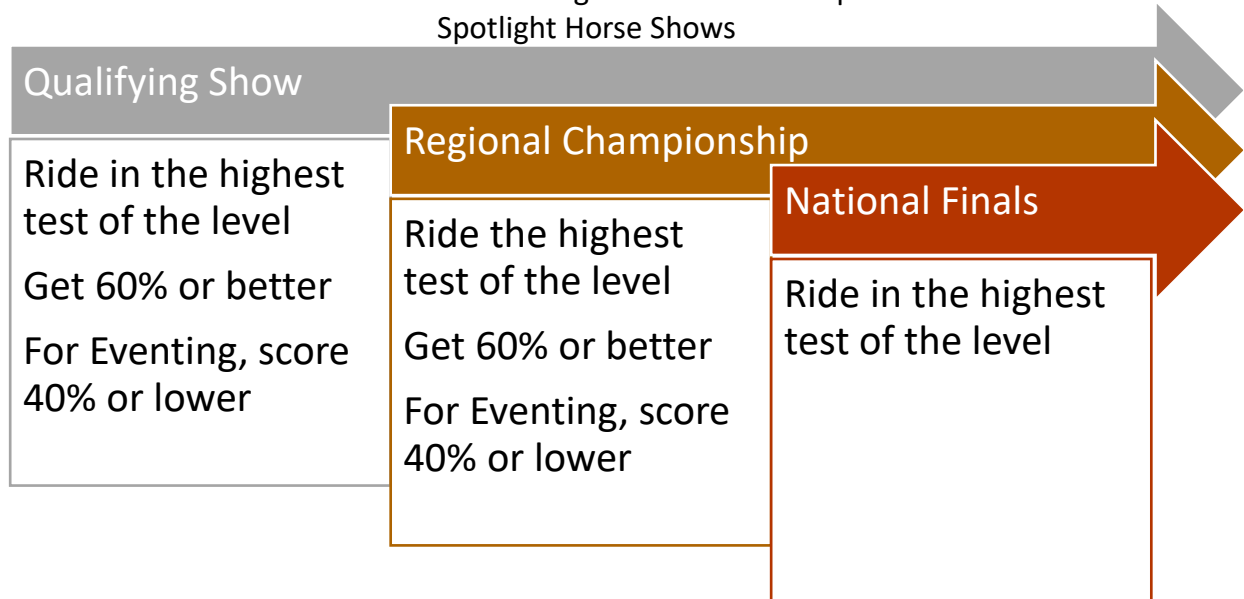 Spotlight Horse Shows
Qualifying Show
Ride in the highest
test of the level
Get 60% or better
For Eventing, score
40% or lower
Regional Championship
Ride the highest
test of the level
Get 60% or better
For Eventing, score
40% or lower
National Finals
Ride in the highest
test of the level